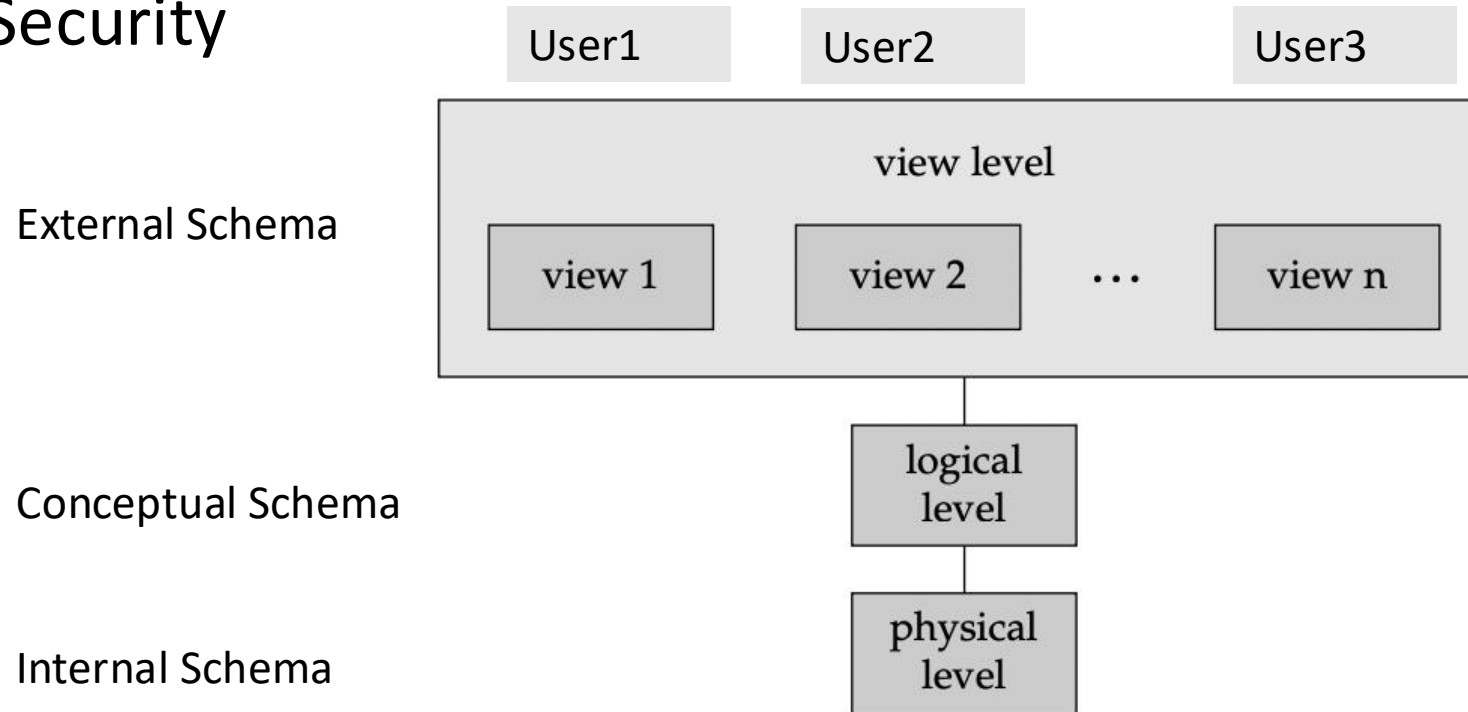 Security
User1
User2
User3
view level
External Schema
view 1
view 2
...
view n
Conceptual Schema
logical
level
Internal Schema
physical
level